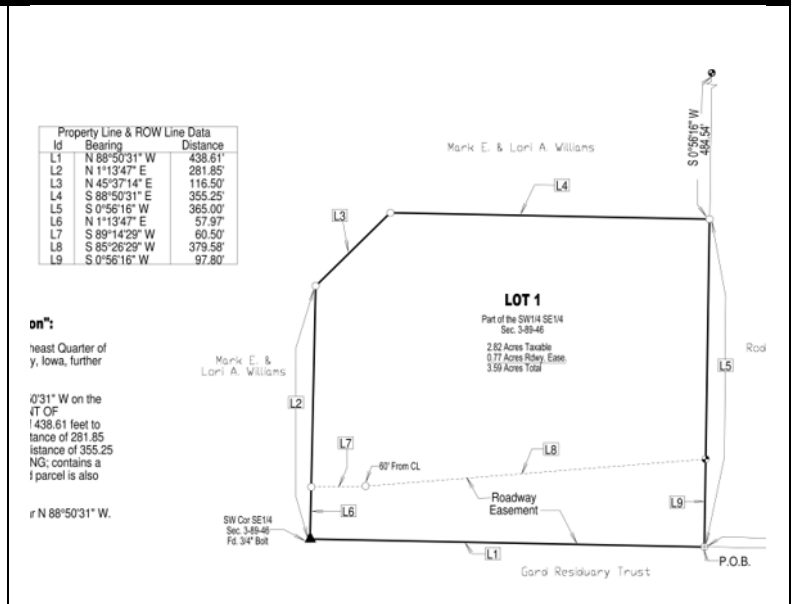 Property Line & ROW Line Data
Id Bearing Distance
L1 N 88°50'31" W 438.61'
L2 N 1°13'47" E 281.85'
L3 N 45°37'14" E 116.50'
L4 S 88°50'31" E 355.25'
L5 S 0°56'16" W 365.00'
L6 N 1°13'47" E 57.97'
L7 S 89°14'29" W 60.50'
L8 S 85°26'29" W 379.58'
L9 S 0°56'16" W 97.80'
S 0°56'16" W
484.54'
Mark E. & Lori A. Williams
L4
L3
LOT 1
Part of the SW1/4 SE1/4
Sec. 3-89-46
2.82 Acres Taxable
0.77 Acres Rdwy. Ease.
3.59 Acres Total
on":
heast Quarter of
y, Iowa, further
0'31" W on the
NT OF
438.61 feet to
tance of 281.85
istance of 355.25
NG; contains a
parcel is also
r N 88°50'31" W.
Mark E. &
Lori A. Williams
Rod
L5
L2
L7
60' From CL
L8
Roadway
Easement
L9
L6
SW Cor SE1/4
Sec. 3-89-46
Fd. 3/4" Bolt
L1
P.O.B.
Gard Residuary Trust